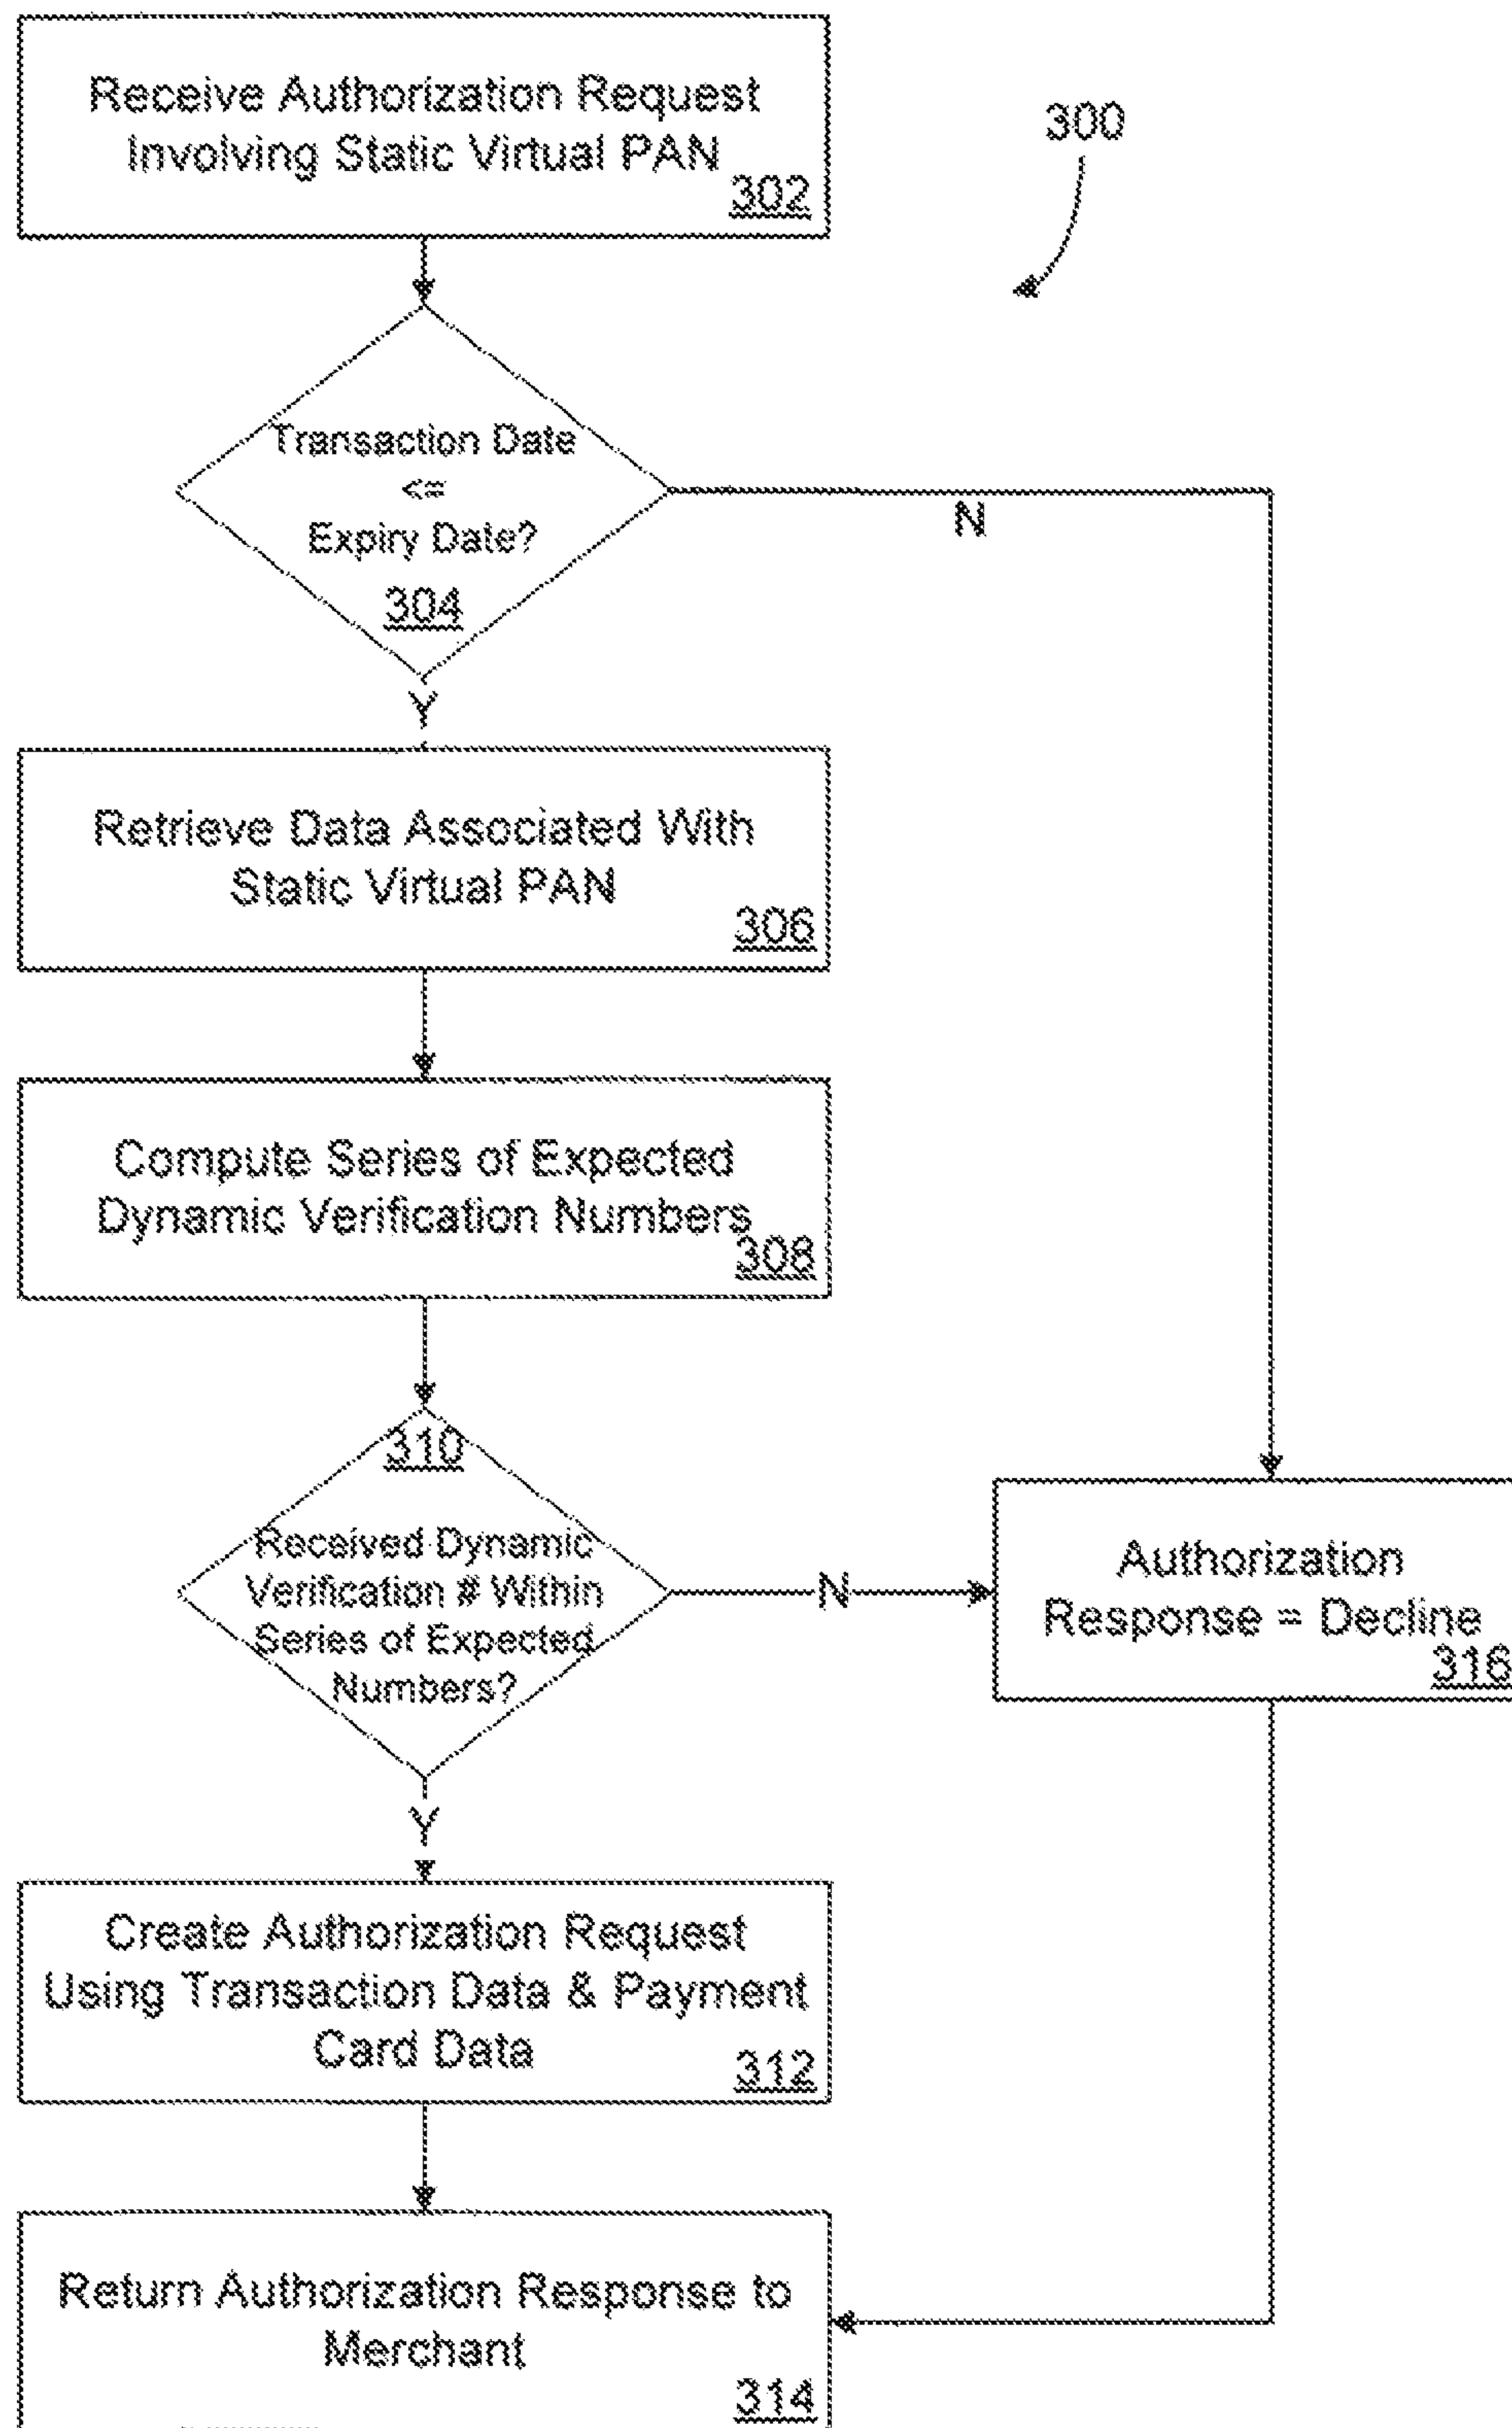 Receive Authorization Request
Involving Static Virtual PAN
302
300
Transaction Date
<=
Expiry Date?
304
N
Y
Retrieve Data Associated With
Static Virtual PAN
306
Compute Series of Expected
Dynamic Verification Numbers
308
310
Received Dynamic
Verification # Within
Series of Expected
Numbers?
N
Authorization
Response = Decline
316
Y
Create Authorization Request
Using Transaction Data & Payment
Card Data
312
Return Authorization Response to
Merchant
314